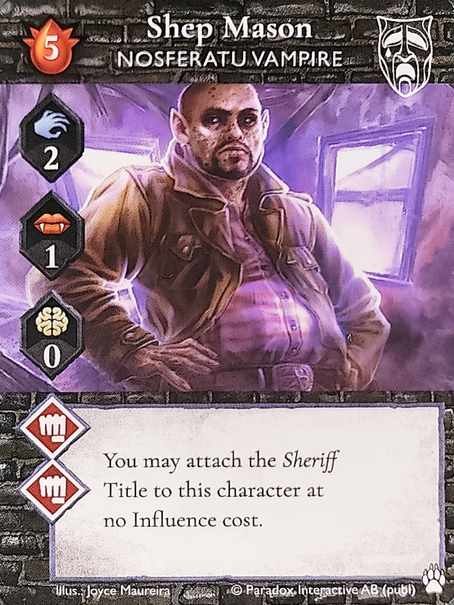 5
Shep Mason
NOSFERATU VAMPIRE
2
1
0
You may attach the Sheriff
Title to this character at
no Influence cost.
Illus.: Joyce Maureira
© Paradox Interactive AB (publ)